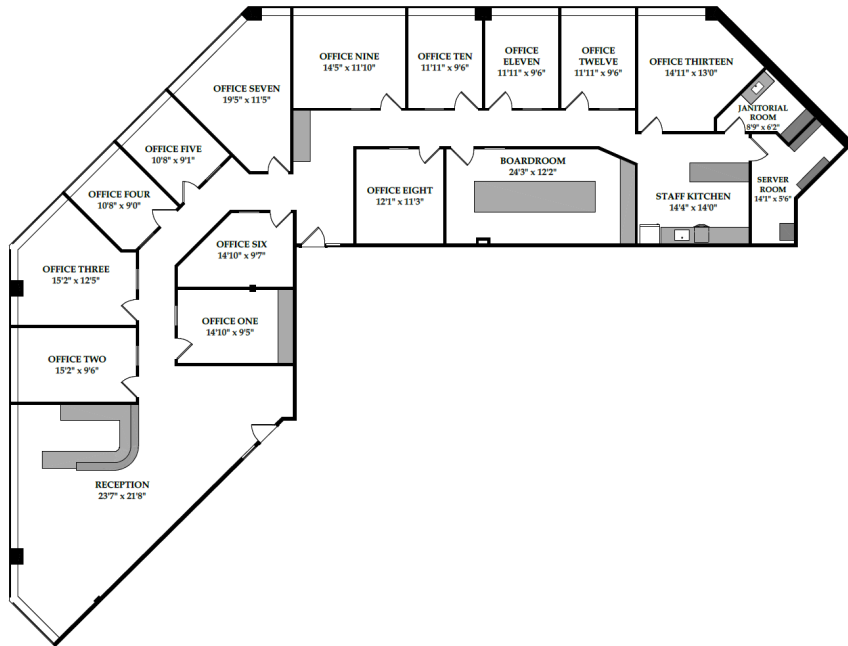 OFFICE NINE
14'5" x 11'10"
OFFICE TEN
11'11" x 9'6"
OFFICE
ELEVEN
11'11" x 9'6"
OFFICE
TWELVE
11'11" x 9'6"
OFFICE THIRTEEN
14'11" x 13'0"
OFFICE SEVEN
19'5" x 11'5"
JANITORIAL
ROOM
8'9" x 6'2"
OFFICE FIVE
10'8" x 9'1"
OFFICE FOUR
10'8" x 9'0"
OFFICE EIGHT
12'1" x 11'3"
BOARDROOM
24'3" x 12'2"
STAFF KITCHEN
14'4" x 14'0"
SERVER
ROOM
14'1" x 5'6"
OFFICE SIX
14'10" x 9'7"
OFFICE THREE
15'2" x 12'5"
OFFICE ONE
14'10" x 9'5"
OFFICE TWO
15'2" x 9'6"
RECEPTION
23'7" x 21'8"